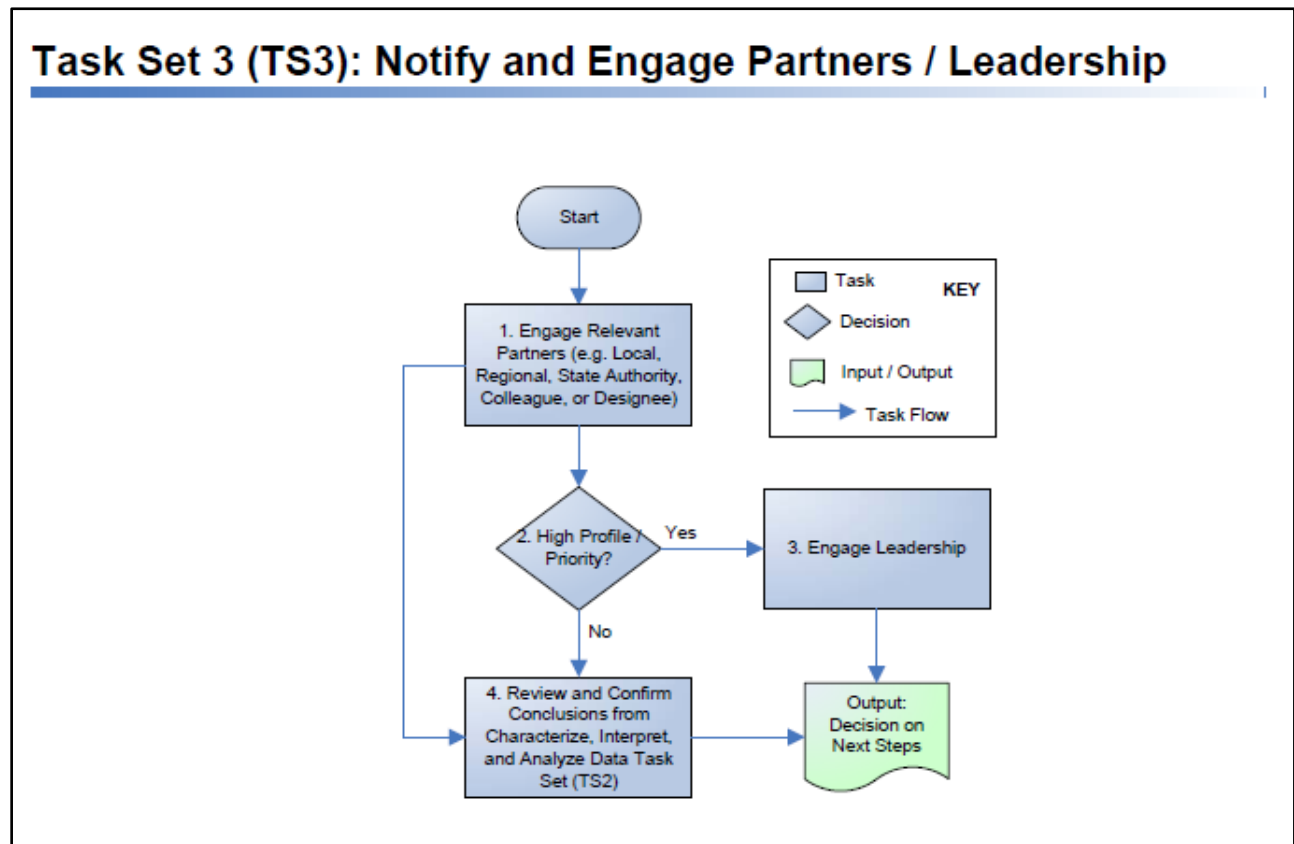 Task Set 3 (TS3): Notify and Engage Partners / Leadership
Start
KEY
Task
Decision
Input / Output
Task Flow
1. Engage Relevant
Partners (e.g. Local,
Regional, State Authority,
Colleague, or Designee)
2. High Profile /
Priority?
Yes
3. Engage Leadership
No
4. Review and Confirm
Conclusions from
Characterize, Interpret,
and Analyze Data Task
Set (TS2)
Output:
Decision on
Next Steps